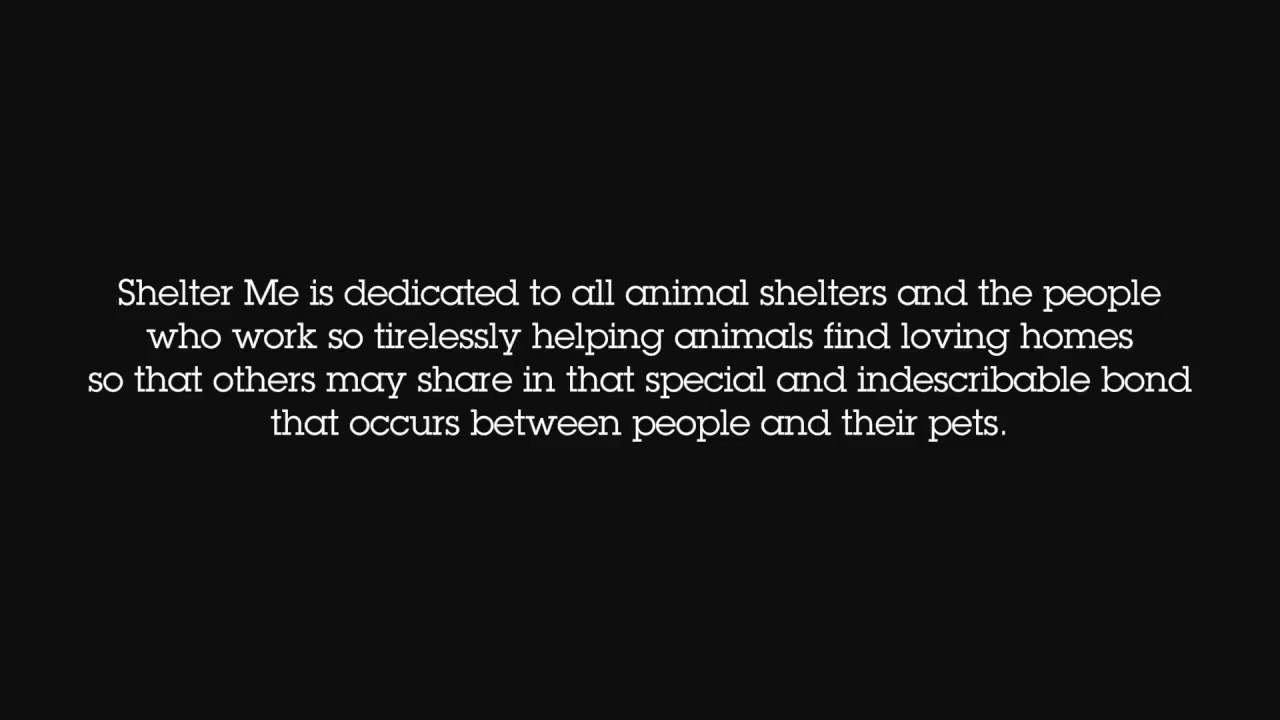 Shelter Me is dedicated to all animal shelters and the people
who work so tirelessly helping animals find loving homes
so that others may share in that special and indescribable bond
that occurs between people and their pets.